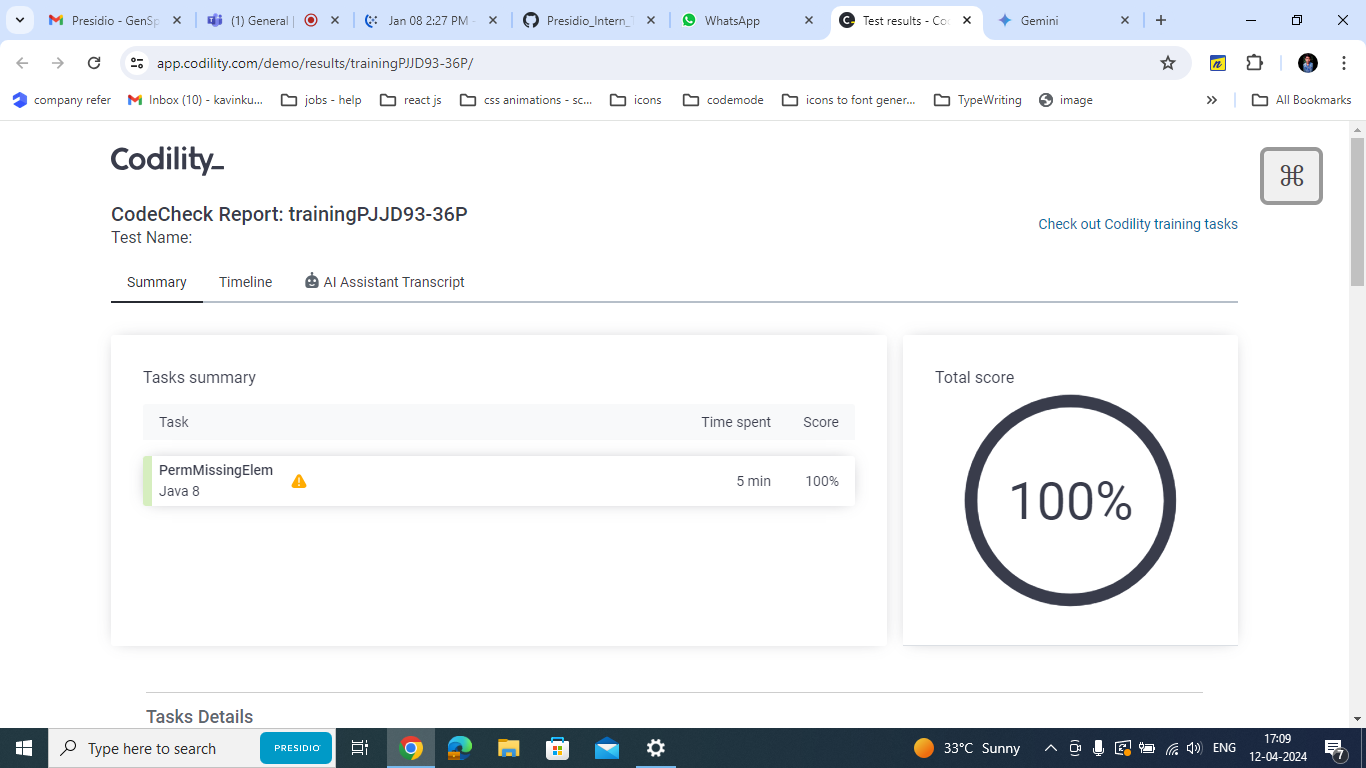 Presidio - GenSp
(1) General |
Jan 08 2:27 PM -
Presidio_Intern_T
WhatsApp
Test results - Co
Gemini
app.codility.com/demo/results/trainingPJJD93-36P/
company refer
Inbox (10) - kavinku...
jobs - help
react js
css animations - sc...
icons
codemode
icons to font gener...
TypeWriting
image
All Bookmarks
Codility_
CodeCheck Report: trainingPJJD93-36P
Test Name:
Check out Codility training tasks
Summary
Timeline
AI Assistant Transcript
Tasks summary
Task
Time spent
Score
PermMissingElem
Java 8
5 min
100%
Total score
100%
Tasks Details
Type here to search
PRESIDIO
33°C Sunny
ENG
17:09
12-04-2024
7